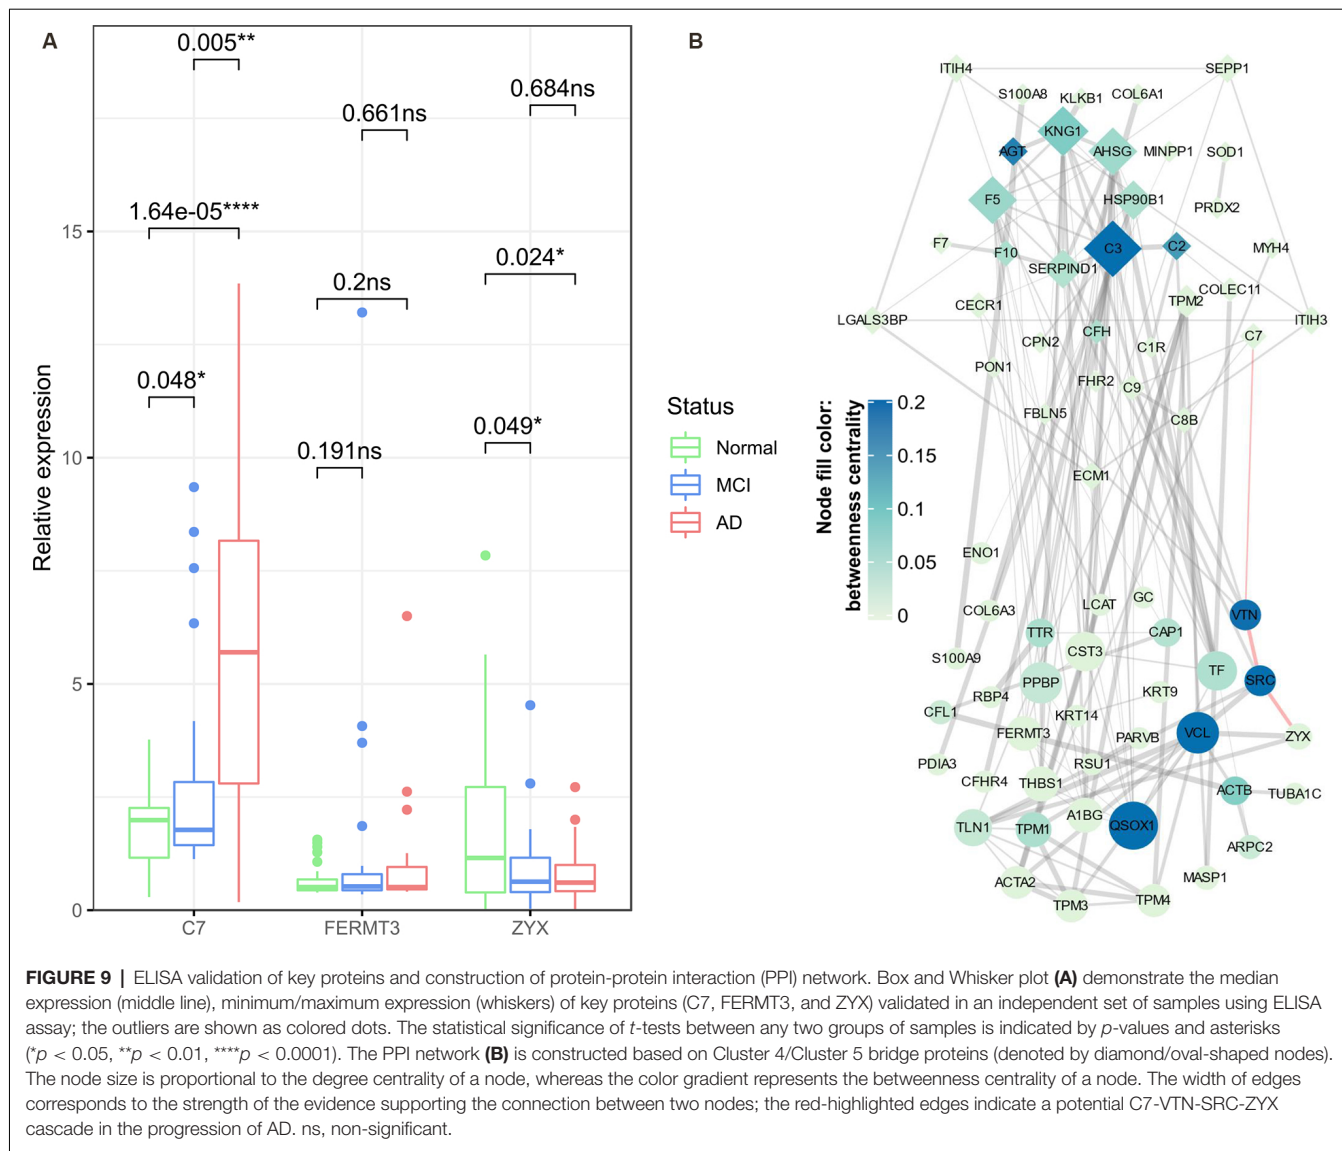 A
0.005**
0.684ns
0.661ns
1.64e-05****
0.024*
0.2ns
0.048*
0.049*
0.191ns
15
10
5
0
Relative expression
C7
FERMT3
ZYX
Status
Normal
MCI
AD
B
ITIH4
SEPP1
S100A8
KLKB1
COL6A1
KNG1
AGT
AHSG
MINPP1
SOD1
F5
HSP90B1
PRDX2
F7
F10
C3
C2
MYH4
SERPIND1
COLEC11
CECR1
TPM2
LGALS3BP
ITIH3
CFH
C7
CPN2
C1R
PON1
FHR2
C9
FBLN5
C8B
ECM1
Node fill color:
betweenness centrality
0.2
0.15
0.1
0.05
0
ENO1
COL6A3
LCAT
GC
VTN
TTR
CAP1
CST3
S100A9
TF
SRC
PPBP
RBP4
KRT9
CFL1
KRT14
FERMT3
PARVB
VCL
ZYX
PDIA3
RSU1
CFHR4
THBS1
ACTB
TUBA1C
A1BG
TLN1
TPM1
QSOX1
ARPC2
MASP1
ACTA2
TPM3
TPM4
FIGURE 9 | ELISA validation of key proteins and construction of protein-protein interaction (PPI) network. Box and Whisker plot (A) demonstrate the median
expression (middle line), minimum/maximum expression (whiskers) of key proteins (C7, FERMT3, and ZYX) validated in an independent set of samples using ELISA
assay; the outliers are shown as colored dots. The statistical significance of t-tests between any two groups of samples is indicated by p-values and asterisks
(*p < 0.05, **p < 0.01, ****p < 0.0001). The PPI network (B) is constructed based on Cluster 4/Cluster 5 bridge proteins (denoted by diamond/oval-shaped nodes).
The node size is proportional to the degree centrality of a node, whereas the color gradient represents the betweenness centrality of a node. The width of edges
corresponds to the strength of the evidence supporting the connection between two nodes; the red-highlighted edges indicate a potential C7-VTN-SRC-ZYX
cascade in the progression of AD. ns, non-significant.